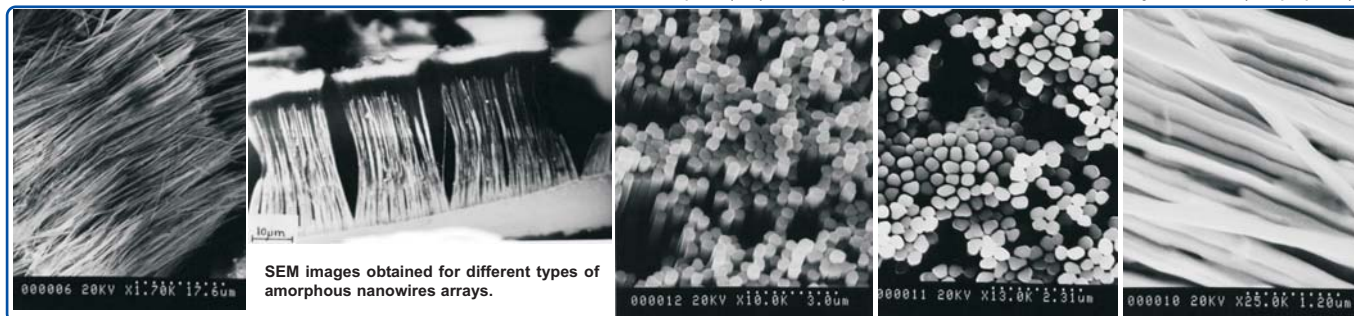 000006 20KV X1.70K 17.6um
10µm
SEM images obtained for different types of
amorphous nanowires arrays.
000012 20KV X10.0K 3.0um
000011 20KV X13.0K 2.31um
000010 20KV X25.0K 1.20um